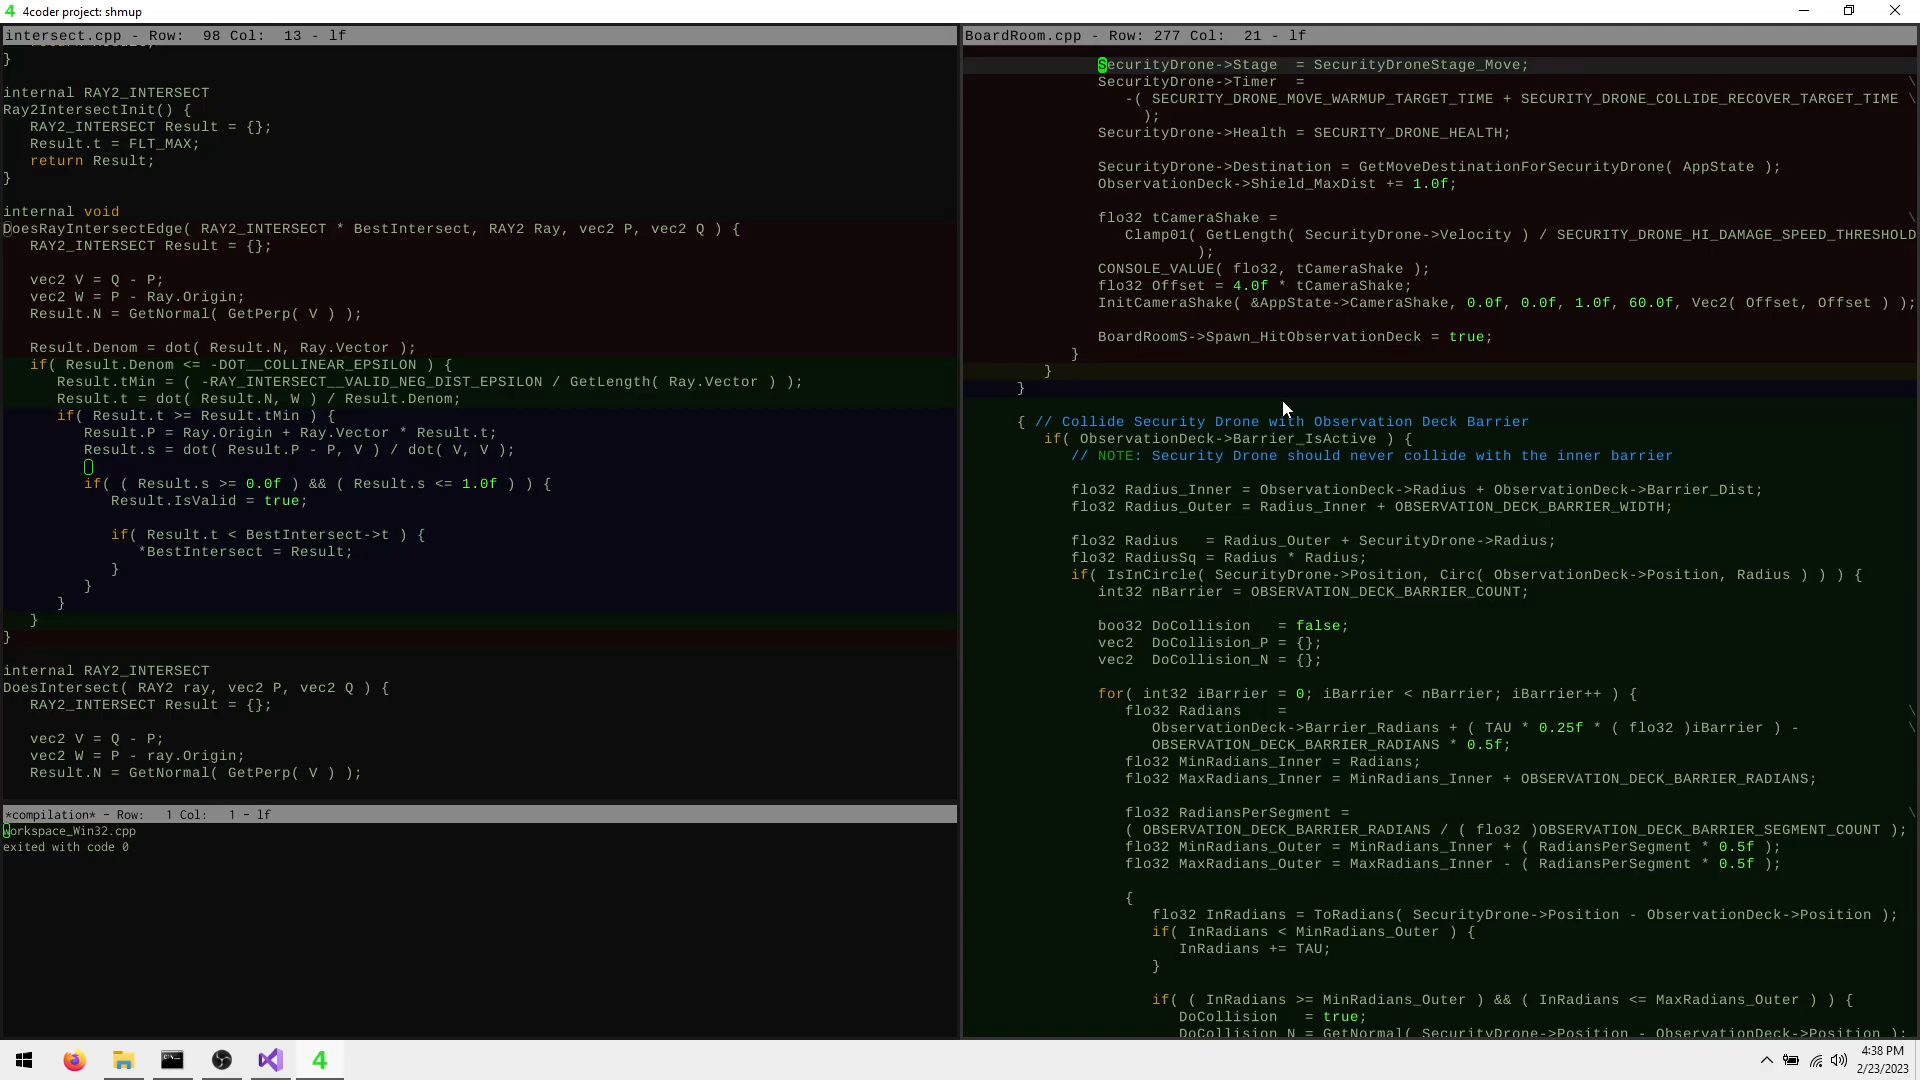 4coder project: shmup
intersect.cpp - Row:  98 Col:  13 - lf
}
internal RAY2_INTERSECT
Ray2IntersectInit() {
   RAY2_INTERSECT Result = {};
   Result.t = FLT_MAX;
   return Result;
}
internal void
DoesRayIntersectEdge( RAY2_INTERSECT * BestIntersect, RAY2 Ray, vec2 P, vec2 Q ) {
   RAY2_INTERSECT Result = {};
   vec2 V = Q - P;
   vec2 W = P - Ray.Origin;
   Result.N = GetNormal( GetPerp( V ) );
   Result.Denom = dot( Result.N, Ray.Vector );
   if( Result.Denom <= -DOT__COLLINEAR_EPSILON ) {
      Result.tMin = ( -RAY_INTERSECT__VALID_NEG_DIST_EPSILON / GetLength( Ray.Vector ) );
      Result.t = dot( Result.N, W ) / Result.Denom;
      if( Result.t >= Result.tMin ) {
         Result.P = Ray.Origin + Ray.Vector * Result.t;
         Result.s = dot( Result.P - P, V ) / dot( V, V );
         if( ( Result.s >= 0.0f ) && ( Result.s <= 1.0f ) ) {
            Result.IsValid = true;
            if( Result.t < BestIntersect->t ) {
               *BestIntersect = Result;
            }
         }
      }
   }
}
internal RAY2_INTERSECT
DoesIntersect( RAY2 ray, vec2 P, vec2 Q ) {
   RAY2_INTERSECT Result = {};
   vec2 V = Q - P;
   vec2 W = P - ray.Origin;
   Result.N = GetNormal( GetPerp( V ) );
*compilation* - Row:   1 Col:   1 - lf
workspace_Win32.cpp
exited with code 0
BoardRoom.cpp - Row: 277 Col:  21 - lf
SecurityDrone->Stage  = SecurityDroneStage_Move;
SecurityDrone->Timer  = \
   -( SECURITY_DRONE_MOVE_WARMUP_TARGET_TIME + SECURITY_DRONE_COLLIDE_RECOVER_TARGET_TIME \
     );
SecurityDrone->Health = SECURITY_DRONE_HEALTH;
SecurityDrone->Destination = GetMoveDestinationForSecurityDrone( AppState );
ObservationDeck->Shield_MaxDist += 1.0f;
flo32 tCameraShake = \
   Clamp01( GetLength( SecurityDrone->Velocity ) / SECURITY_DRONE_HI_DAMAGE_SPEED_THRESHOLD
           );
CONSOLE_VALUE( flo32, tCameraShake );
flo32 Offset = 4.0f * tCameraShake;
InitCameraShake( &AppState->CameraShake, 0.0f, 0.0f, 1.0f, 60.0f, Vec2( Offset, Offset ) );
BoardRoomS->Spawn_HitObservationDeck = true;
}
}
}
{ // Collide Security Drone with Observation Deck Barrier
   if( ObservationDeck->Barrier_IsActive ) {
      // NOTE: Security Drone should never collide with the inner barrier
      flo32 Radius_Inner = ObservationDeck->Radius + ObservationDeck->Barrier_Dist;
      flo32 Radius_Outer = Radius_Inner + OBSERVATION_DECK_BARRIER_WIDTH;
      flo32 Radius   = Radius_Outer + SecurityDrone->Radius;
      flo32 RadiusSq = Radius * Radius;
      if( IsInCircle( SecurityDrone->Position, Circ( ObservationDeck->Position, Radius ) ) ) {
         int32 nBarrier = OBSERVATION_DECK_BARRIER_COUNT;
         boo32 DoCollision   = false;
         vec2  DoCollision_P = {};
         vec2  DoCollision_N = {};
         for( int32 iBarrier = 0; iBarrier < nBarrier; iBarrier++ ) {
            flo32 Radians    = \
               ObservationDeck->Barrier_Radians + ( TAU * 0.25f * ( flo32 )iBarrier ) - \
               OBSERVATION_DECK_BARRIER_RADIANS * 0.5f;
            flo32 MinRadians_Inner = Radians;
            flo32 MaxRadians_Inner = MinRadians_Inner + OBSERVATION_DECK_BARRIER_RADIANS;
            flo32 RadiansPerSegment = \
            ( OBSERVATION_DECK_BARRIER_RADIANS / ( flo32 )OBSERVATION_DECK_BARRIER_SEGMENT_COUNT );
            flo32 MinRadians_Outer = MinRadians_Inner + ( RadiansPerSegment * 0.5f );
            flo32 MaxRadians_Outer = MaxRadians_Inner - ( RadiansPerSegment * 0.5f );
            {
               flo32 InRadians = ToRadians( SecurityDrone->Position - ObservationDeck->Position );
               if( InRadians < MinRadians_Outer ) {
                  InRadians += TAU;
               }
               if( ( InRadians >= MinRadians_Outer ) && ( InRadians <= MaxRadians_Outer ) ) {
                  DoCollision   = true;
                  DoCollision_N = GetNormal( SecurityDrone->Position - ObservationDeck->Position );
4
4:38 PM
2/23/2023